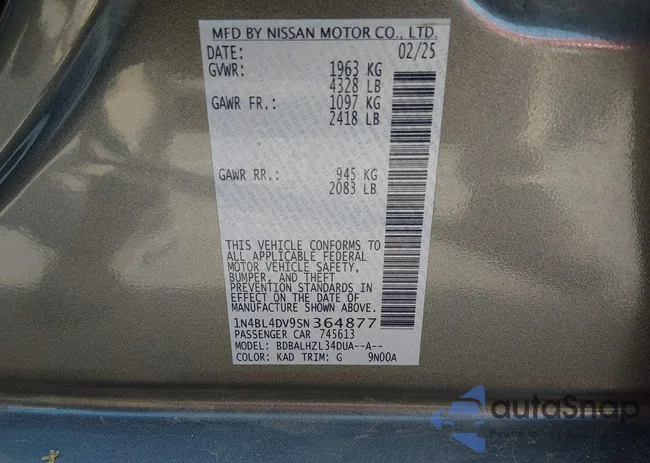 MFD BY NISSAN MOTOR CO., LTD.
DATE: 02/25
GVWR: 1963 KG
4328 LB
GAWR FR.: 1097 KG
2418 LB
GAWR RR.: 945 KG
2083 LB
THIS VEHICLE CONFORMS TO
ALL APPLICABLE FEDERAL
MOTOR VEHICLE SAFETY,
BUMPER, AND THEFT
PREVENTION STANDARDS IN
EFFECT ON THE DATE OF
MANUFACTURE SHOWN ABOVE.
1N4BL4DV9SN364877
PASSENGER CAR 745613
MODEL: BDBALHZL34DUA--A--
COLOR: KAD TRIM: G 9N00A
autoSnap